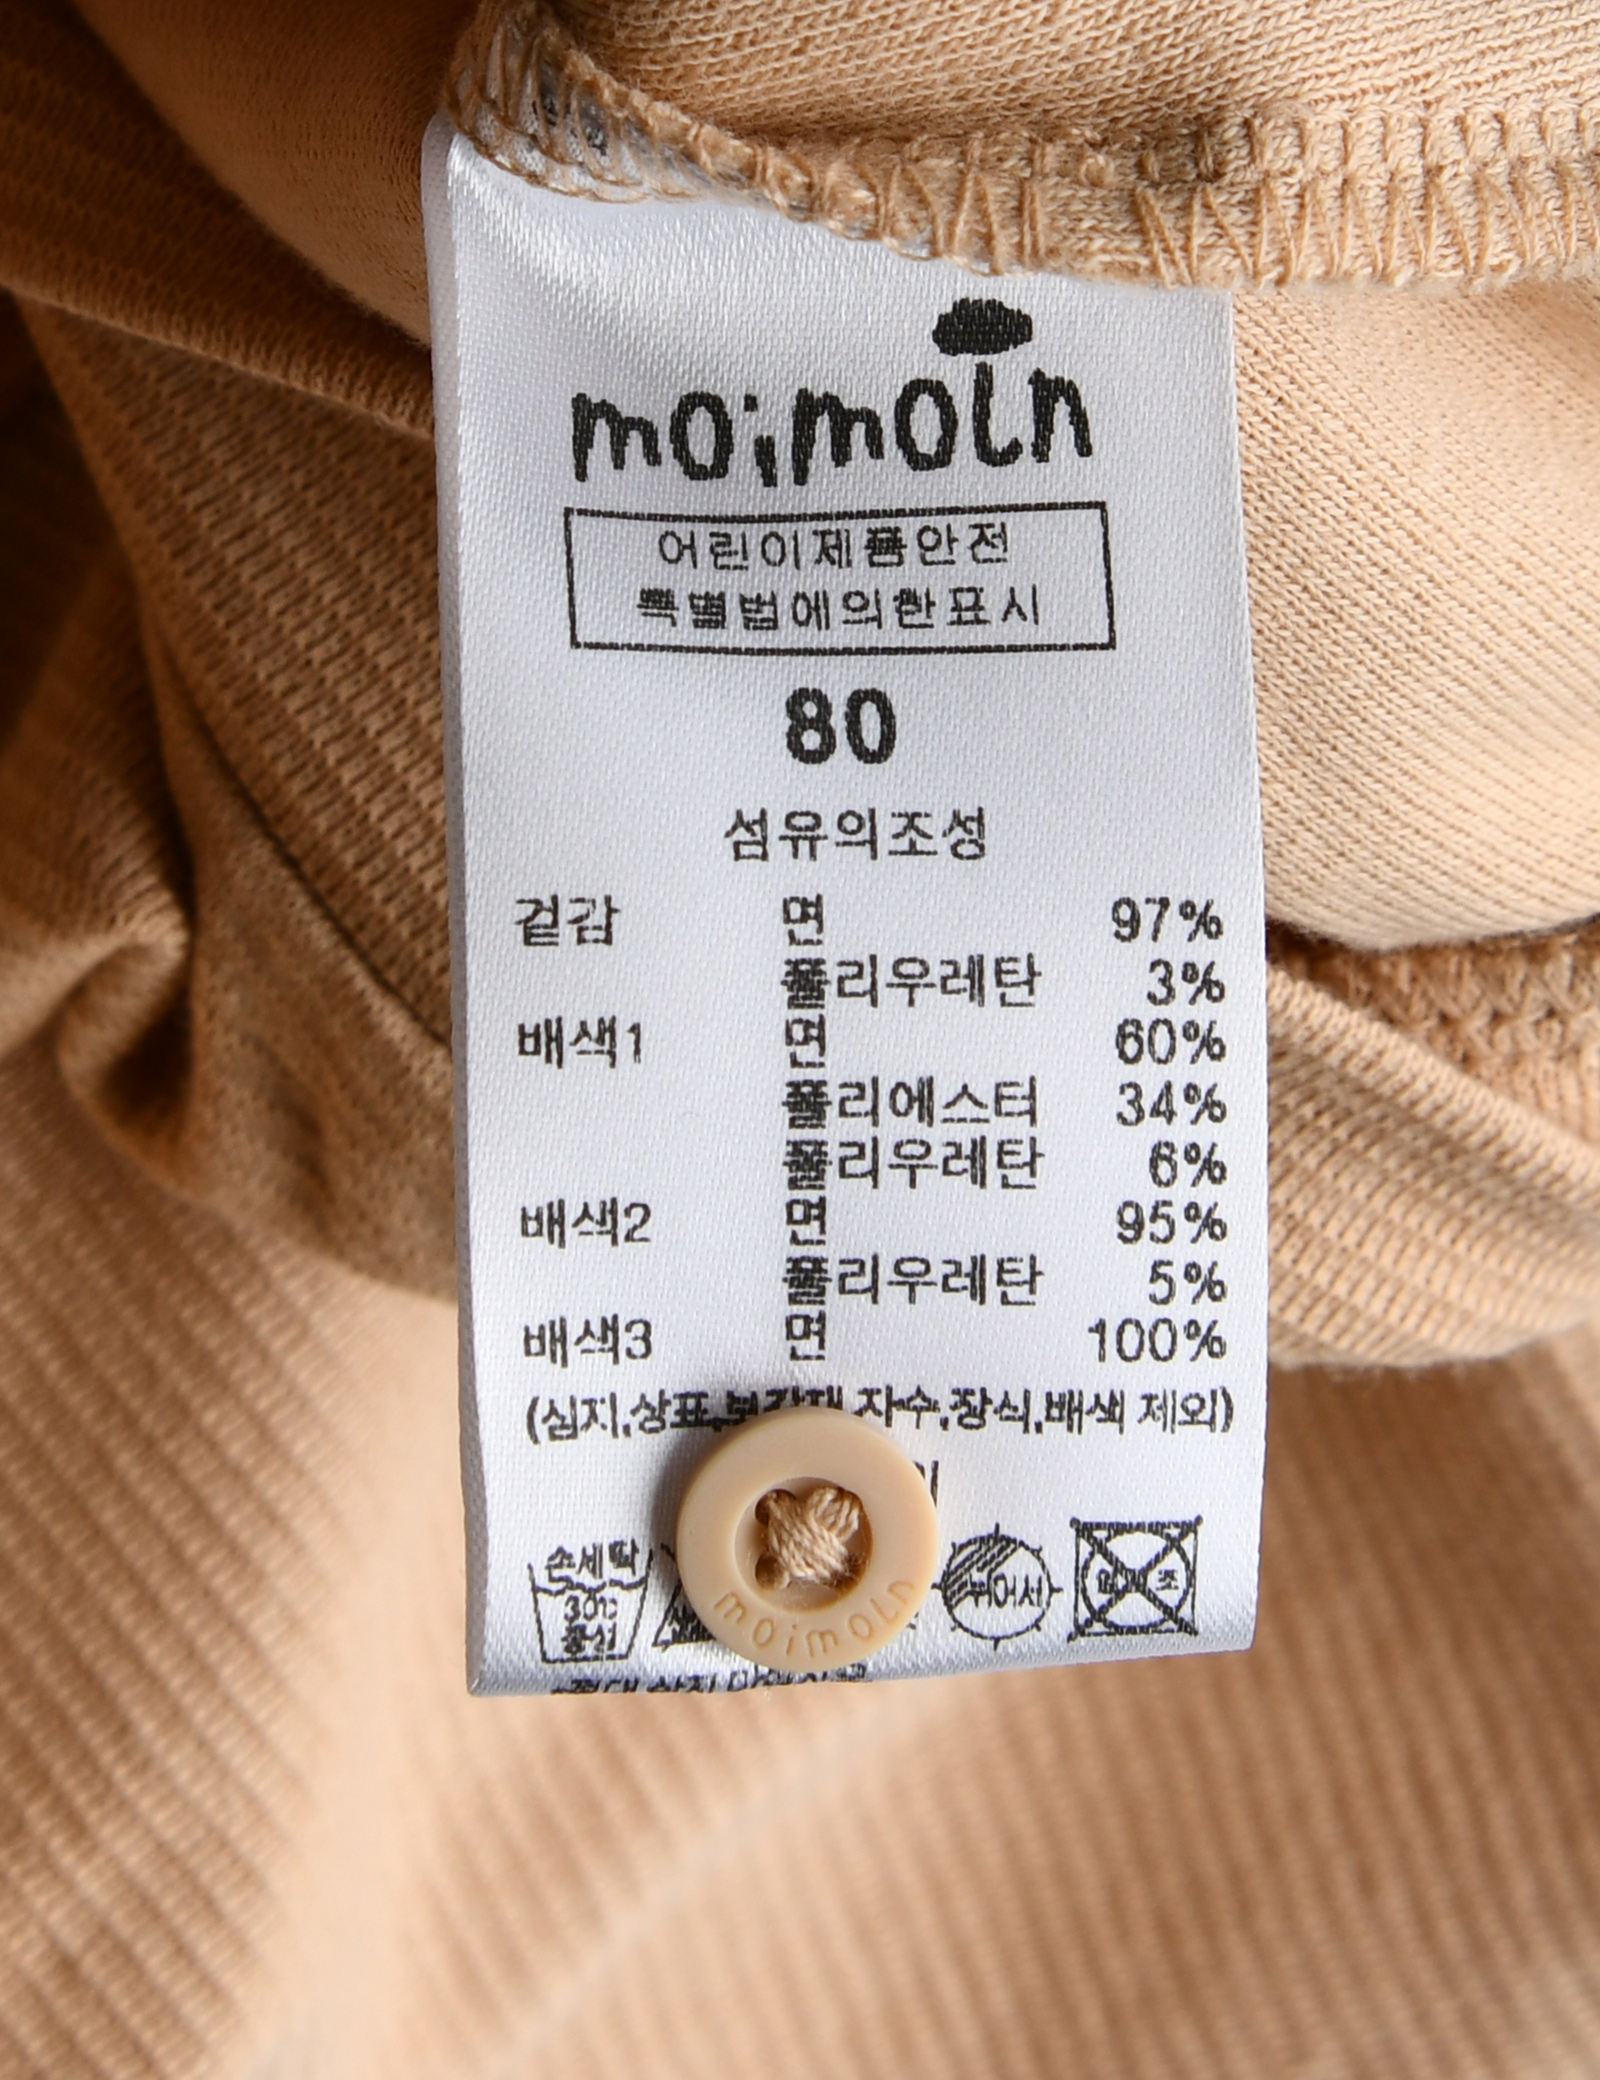 moimoln
어린이제품안전
특별법에의한표시
80
섬유의조성
겉감 면 97%
폴리우레탄 3%
배색1 면 60%
폴리에스터 34%
폴리우레탄 6%
배색2 면 95%
폴리우레탄 5%
배색3 면 100%
(심지,상표,보강재,자수,장식,배색 제외)
손세탁
30℃
중성
뉘어서
moimoln